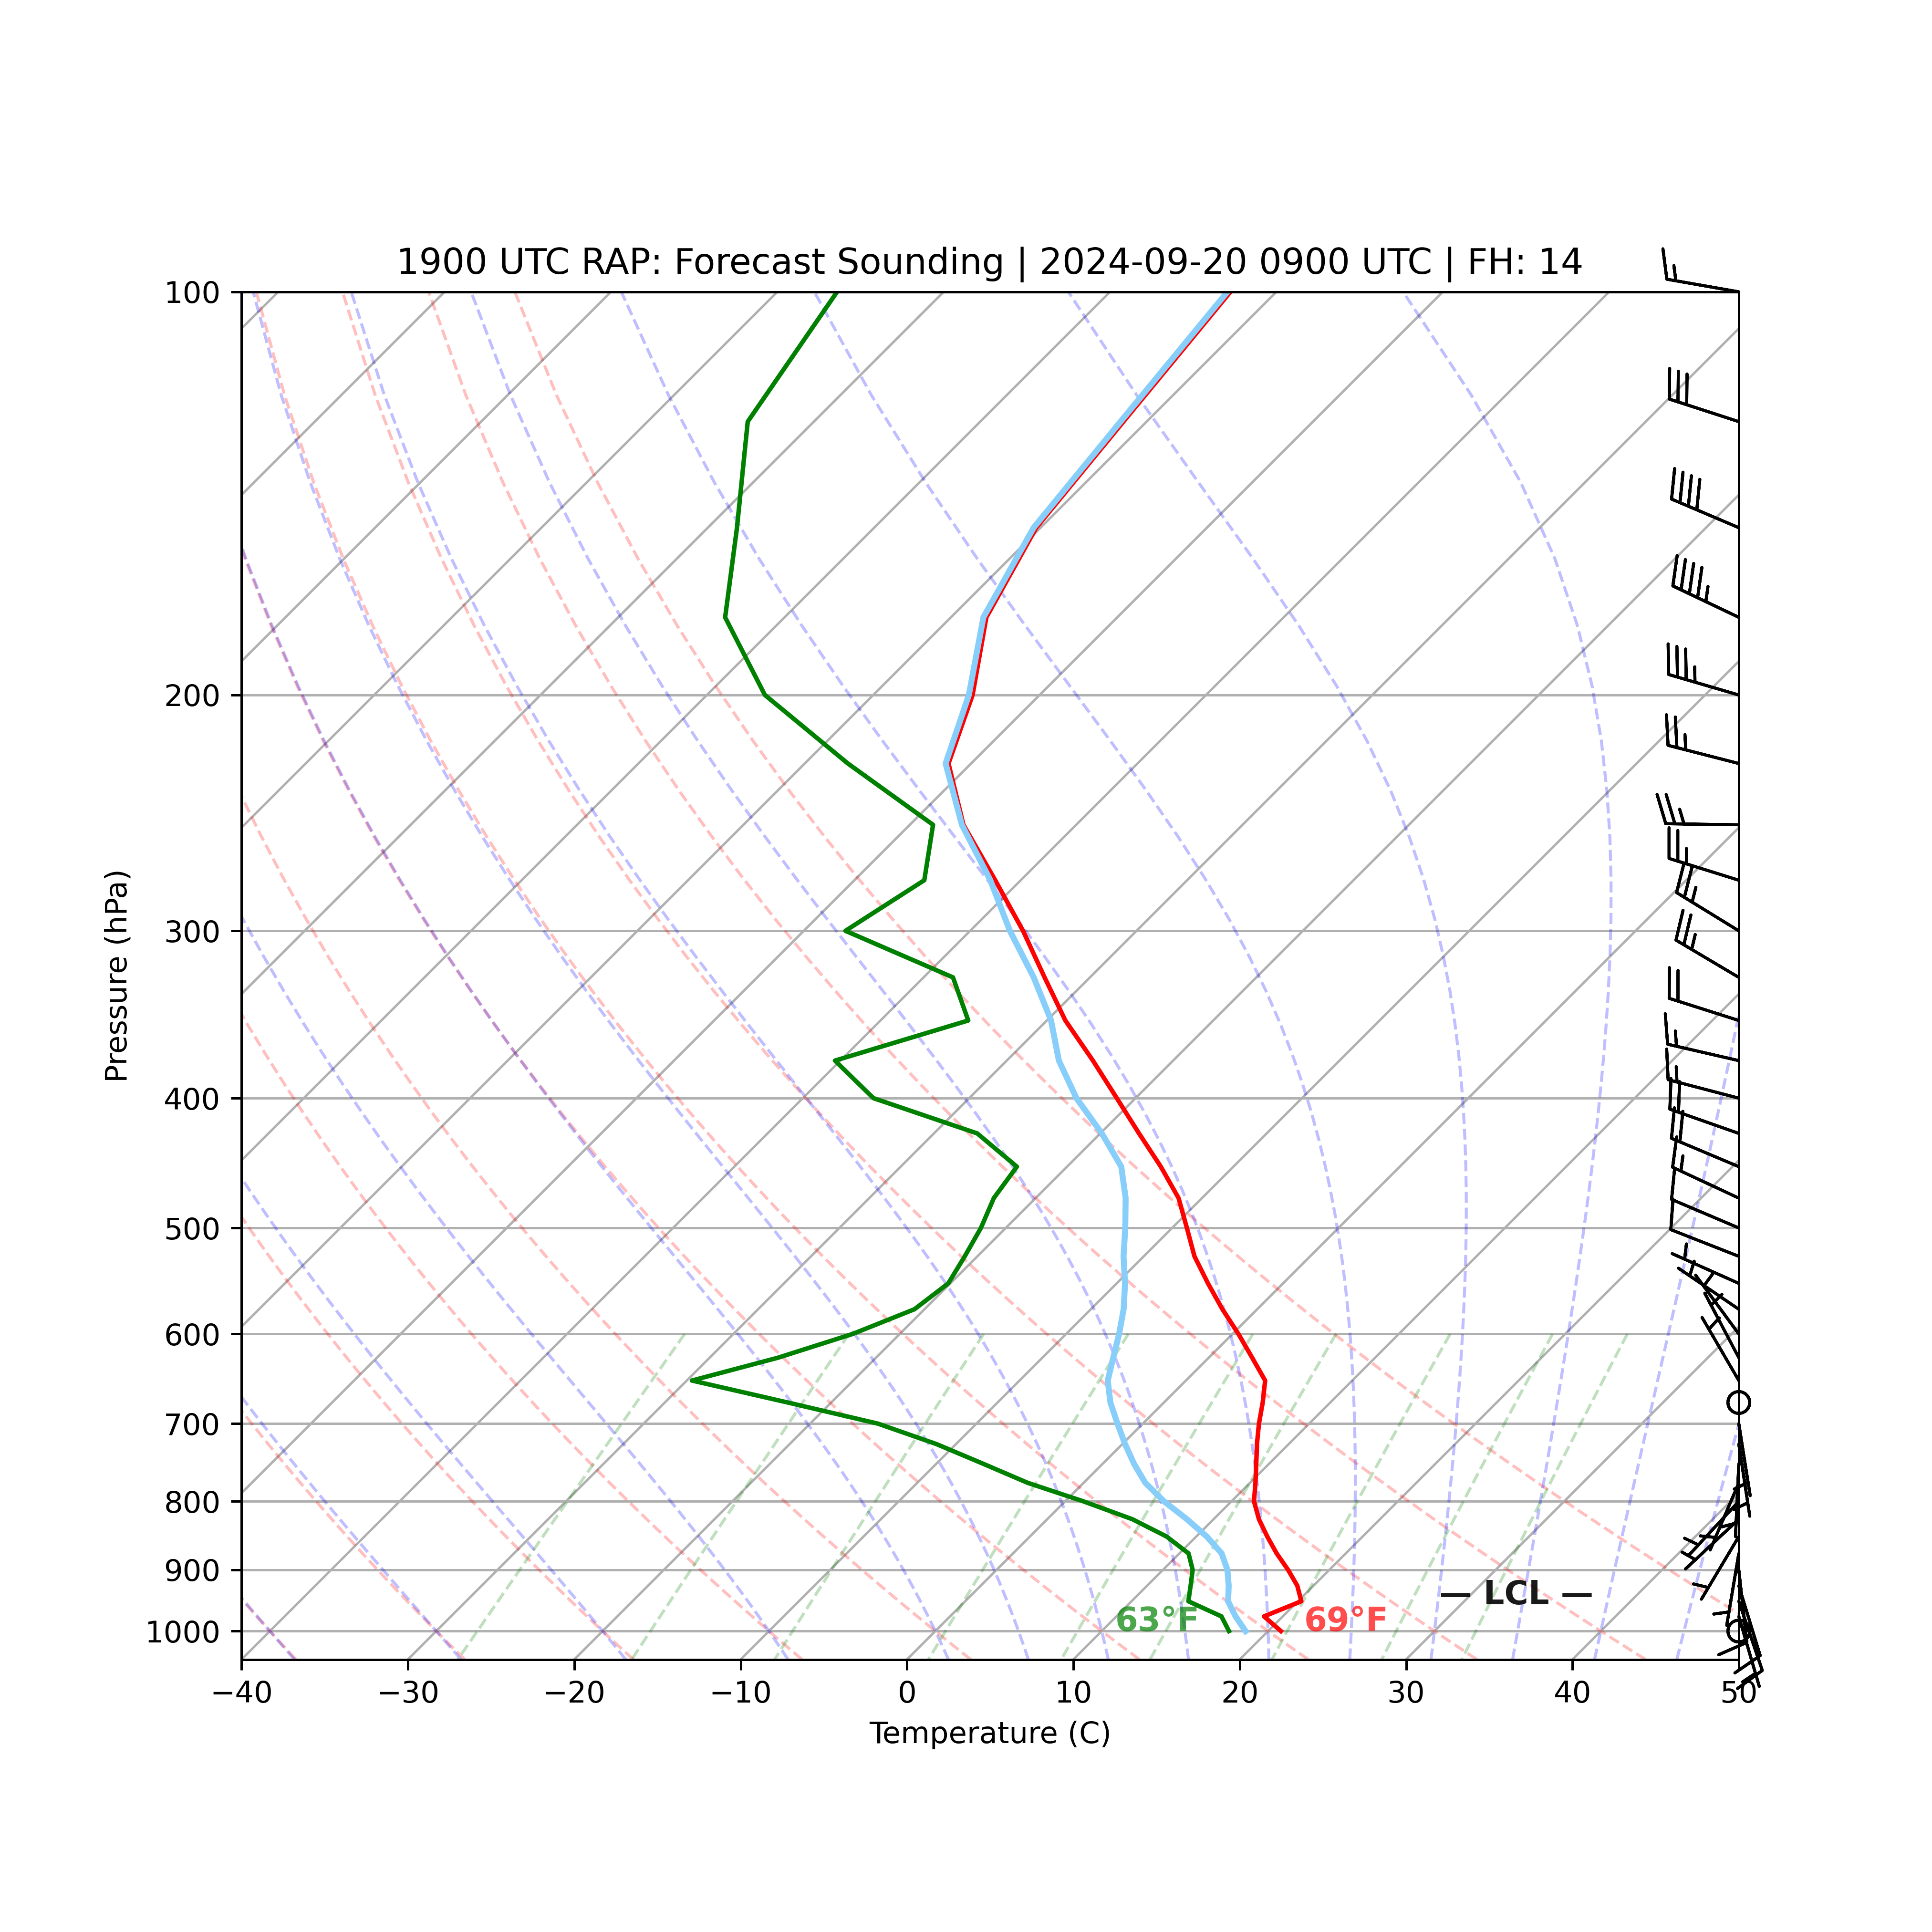 1900 UTC RAP: Forecast Sounding | 2024-09-20 0900 UTC | FH: 14
100
200
300
400
500
600
700
800
900
1000
Pressure (hPa)
— LCL —
63°F
69°F
−40 −30 −20 −10 0 10 20 30 40 50
Temperature (C)